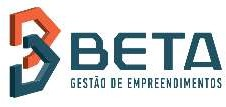 BETA
GESTÃO DE EMPREENDIMENTOS